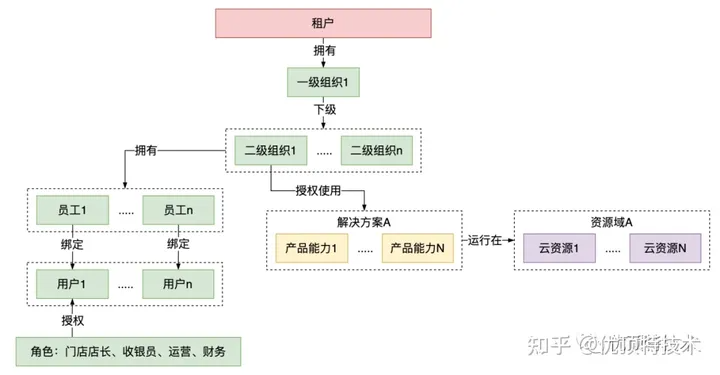 租户
拥有
一级组织1
下级
二级组织1 ..... 二级组织n
拥有
授权使用
员工1 ..... 员工n
解决方案A
资源域A
绑定 绑定
产品能力1 ..... 产品能力N
运行在
云资源1 ..... 云资源N
用户1 ..... 用户n
授权
角色：门店店长、收银员、运营、财务
知乎 @优顶特技术